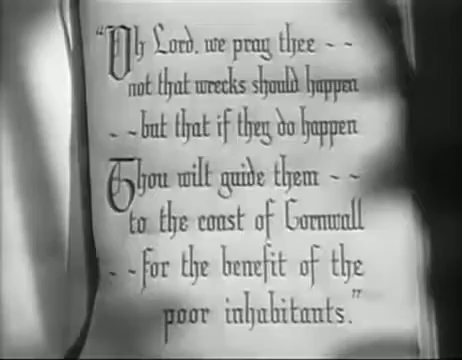 "Oh Lord, we pray thee - -
not that wrecks should happen
- - but that if they do happen
Thou wilt guide them - -
to the coast of Cornwall
- - for the benefit of the
poor inhabitants."